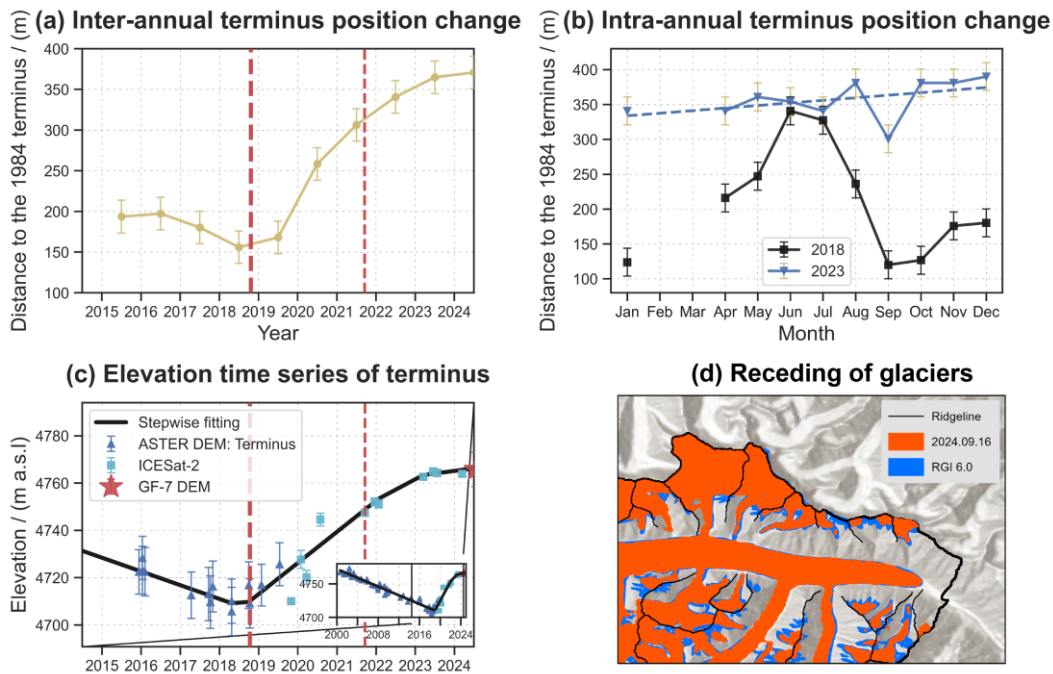 (a) Inter-annual terminus position change
Distance to the 1984 terminus / (m)
400
350
300
250
200
150
100
2015 2016 2017 2018 2019 2020 2021 2022 2023 2024
Year
(b) Intra-annual terminus position change
Distance to the 1984 terminus / (m)
400
350
300
250
200
150
100
2018
2023
Jan Feb Mar Apr May Jun Jul Aug Sep Oct Nov Dec
Month
(c) Elevation time series of terminus
Elevation / (m a.s.l)
4780
4760
4740
4720
4700
Stepwise fitting
ASTER DEM: Terminus
ICESat-2
GF-7 DEM
4750
4700
2000 2008 2016 2024
2015 2016 2017 2018 2019 2020 2021 2022 2023 2024
(d) Receding of glaciers
Ridgeline
2024.09.16
RGI 6.0